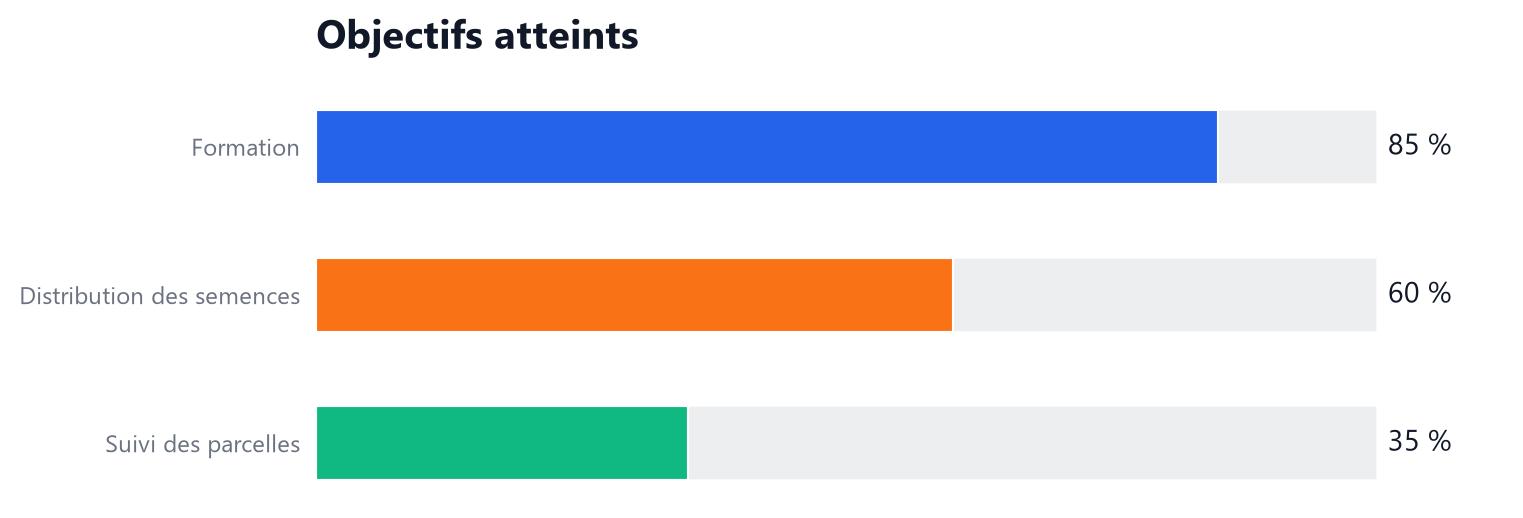 Objectifs atteints
Formation 85 %
Distribution des semences 60 %
Suivi des parcelles 35 %